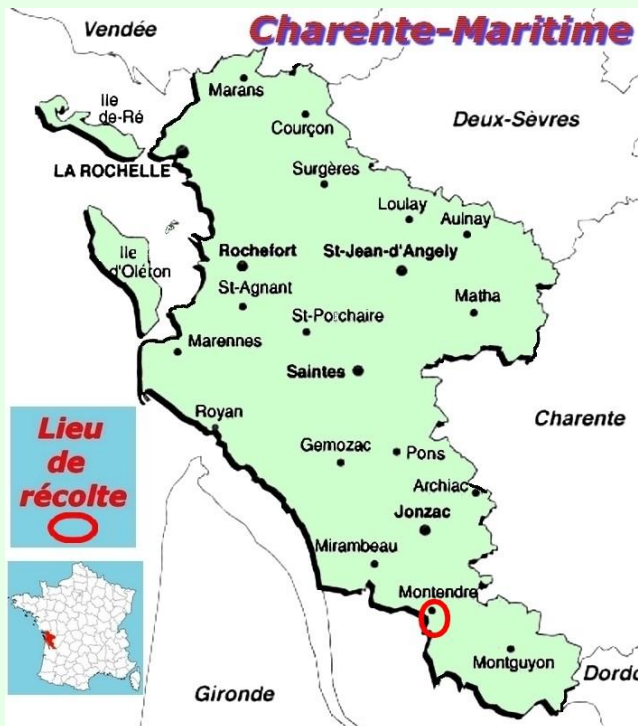 Vendée
Charente-Maritime
Marans
Ile
de-Ré
Courçon
Deux-Sèvres
LA ROCHELLE
Surgères
Loulay
Aulnay
Ile
d'Oléron
Rochefort
St-Jean-d'Angely
St-Agnant
Matha
St-Porchaire
Marennes
Saintes
Royan
Charente
Lieu
de
récolte
Gemozac
Pons
Archiac
Jonzac
Mirambeau
Montendre
Montguyon
Dordo
Gironde